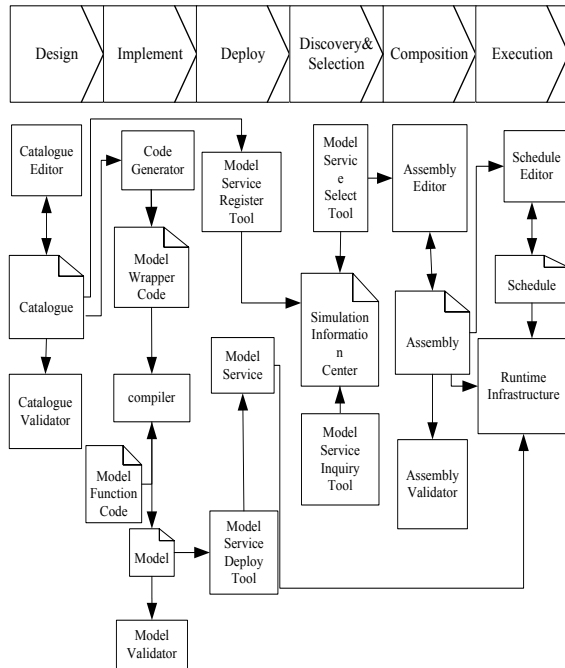 Design
Implement
Deploy
Discovery&
Selection
Composition
Execution
Catalogue
Editor
Catalogue
Catalogue
Validator
Code
Generator
Model
Wrapper
Code
compiler
Model
Function
Code
Model
Model
Validator
Model
Service
Register
Tool
Model
Service
Model
Service
Deploy
Tool
Model
Servic
e
Select
Tool
Simulation
Informatio
n
Center
Model
Service
Inquiry
Tool
Assembly
Editor
Assembly
Assembly
Validator
Schedule
Editor
Schedule
Runtime
Infrastructure